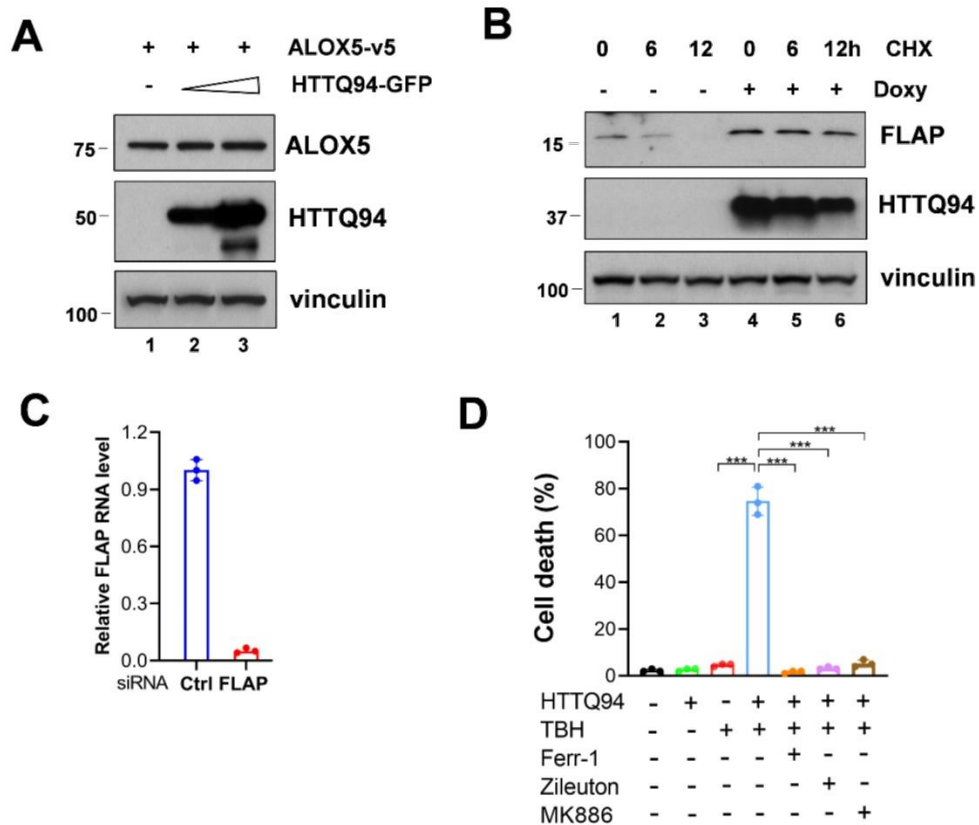 A
+ + + ALOX5-v5
- HTTQ94-GFP
75 ALOX5
50 HTTQ94
100 vinculin
1 2 3
B
0 6 12 0 6 12h CHX
- - - + + + Doxy
15 FLAP
37 HTTQ94
100 vinculin
1 2 3 4 5 6
C
Relative FLAP RNA level
1.2
0.9
0.6
0.3
0.0
siRNA Ctrl FLAP
D
Cell death (%)
100
80
60
40
20
0
***
***
*** ***
HTTQ94 - + - + + + +
TBH - - + + + + +
Ferr-1 - - - - + - -
Zileuton - - - - - + -
MK886 - - - - - - +